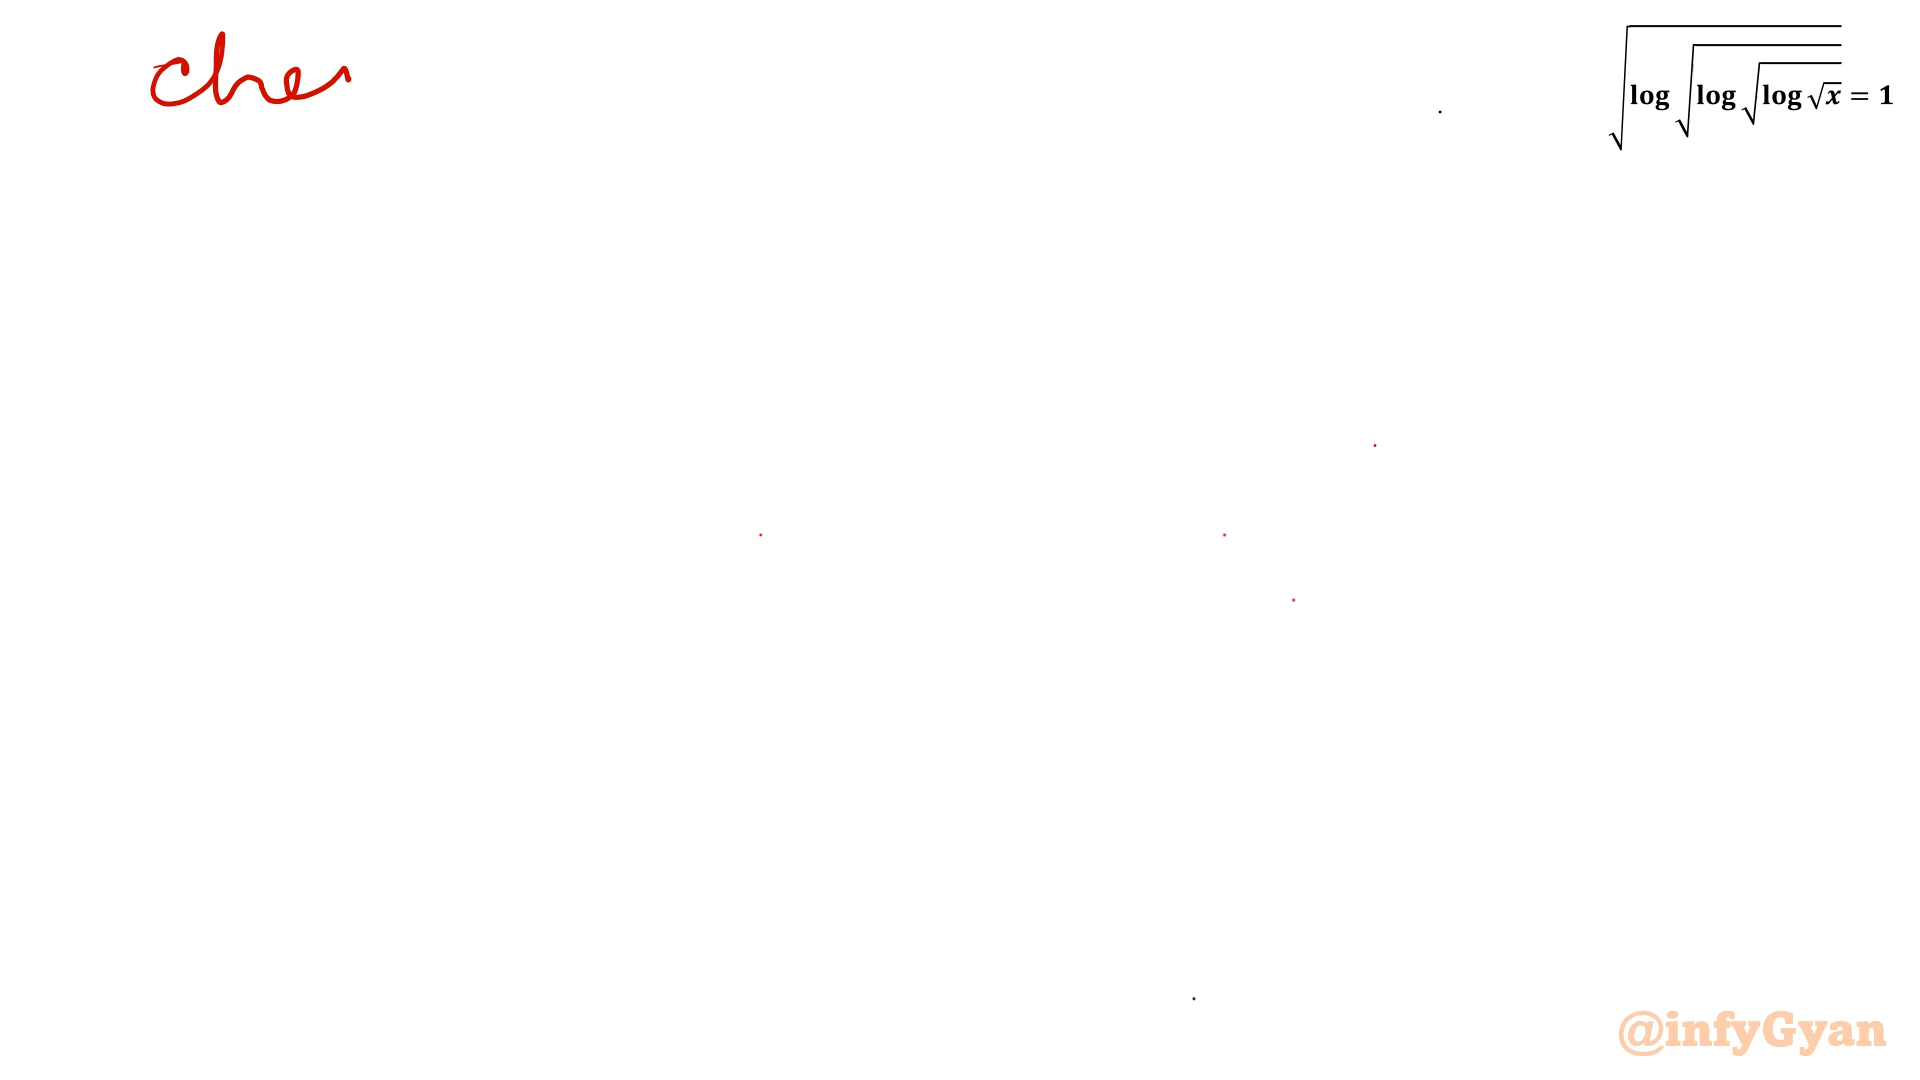 che
√log √log √log √x = 1
@infyGyan